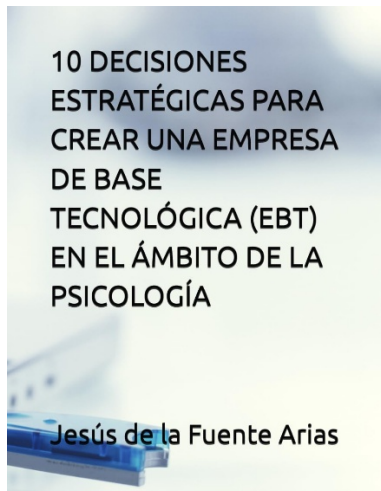 10 DECISIONES
ESTRATÉGICAS PARA
CREAR UNA EMPRESA
DE BASE
TECNOLÓGICA (EBT)
EN EL ÁMBITO DE LA
PSICOLOGÍA
Jesús de la Fuente Arias